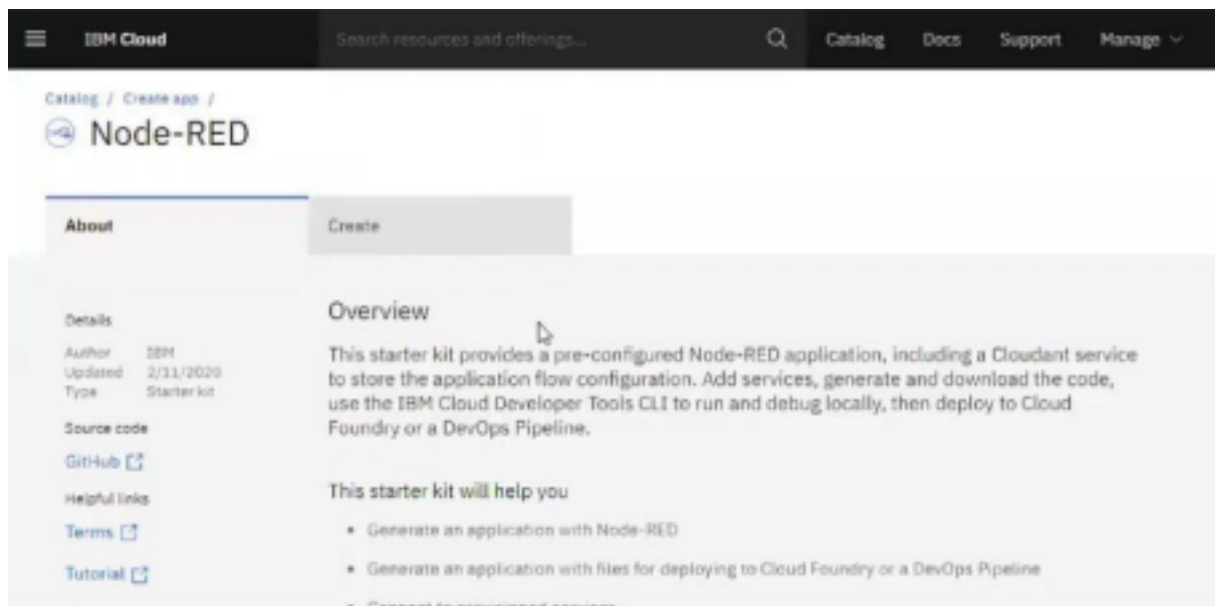 IBM Cloud
Search resources and offerings...
Catalog
Docs
Support
Manage
Catalog / Create app /
Node-RED
About
Create
Details
Author IBM
Updated 2/11/2020
Type Starter kit
Source code
GitHub
Helpful links
Terms
Tutorial
Overview
This starter kit provides a pre-configured Node-RED application, including a Cloudant service
to store the application flow configuration. Add services, generate and download the code,
use the IBM Cloud Developer Tools CLI to run and debug locally, then deploy to Cloud
Foundry or a DevOps Pipeline.
This starter kit will help you
• Generate an application with Node-RED
• Generate an application with files for deploying to Cloud Foundry or a DevOps Pipeline